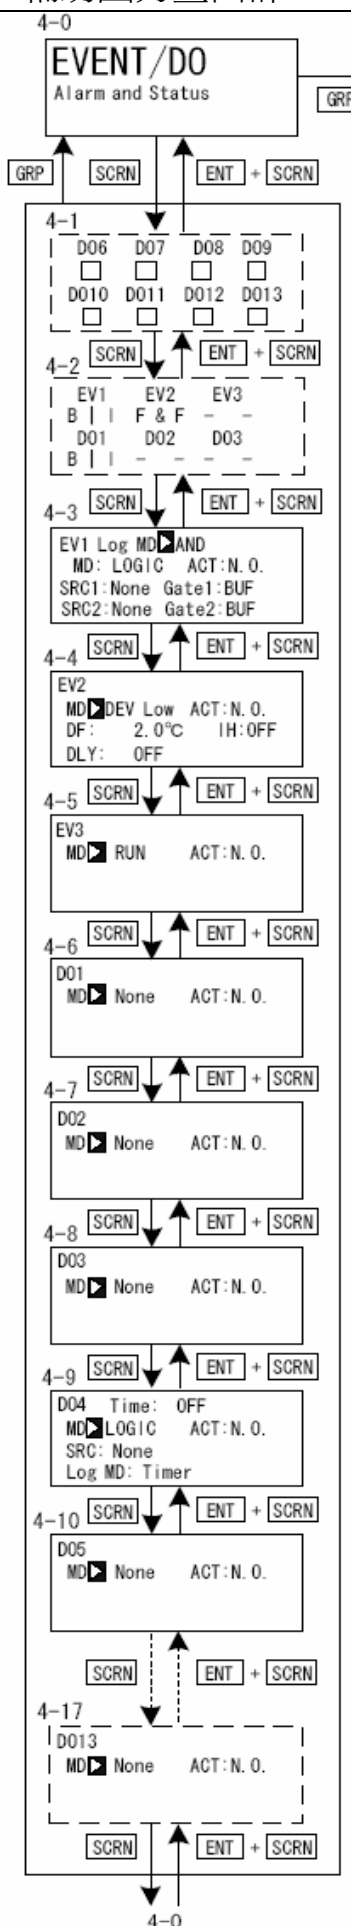 4-0
EVENT/DO
Alarm and Status
GRP
GRP SCRN ENT + SCRN
4-1
DO6 DO7 DO8 DO9
DO10 DO11 DO12 DO13
4-2 SCRN ENT + SCRN
EV1 EV2 EV3
B | I F & F - -
DO1 DO2 DO3
B | I - - - -
4-3 SCRN ENT + SCRN
EV1 Log MD AND
MD: LOGIC ACT:N.O.
SRC1:None Gate1:BUF
SRC2:None Gate2:BUF
4-4 SCRN ENT + SCRN
EV2
MD DEV Low ACT:N.O.
DF: 2.0℃ IH:OFF
DLY: OFF
4-5 SCRN ENT + SCRN
EV3
MD RUN ACT:N.O.
4-6 SCRN ENT + SCRN
DO1
MD None ACT:N.O.
4-7 SCRN ENT + SCRN
DO2
MD None ACT:N.O.
4-8 SCRN ENT + SCRN
DO3
MD None ACT:N.O.
4-9 SCRN ENT + SCRN
DO4 Time: OFF
MD LOGIC ACT:N.O.
SRC: None
Log MD: Timer
4-10 SCRN ENT + SCRN
DO5
MD None ACT:N.O.
SCRN ENT + SCRN
4-17
DO13
MD None ACT:N.O.
SCRN ENT + SCRN
4-0